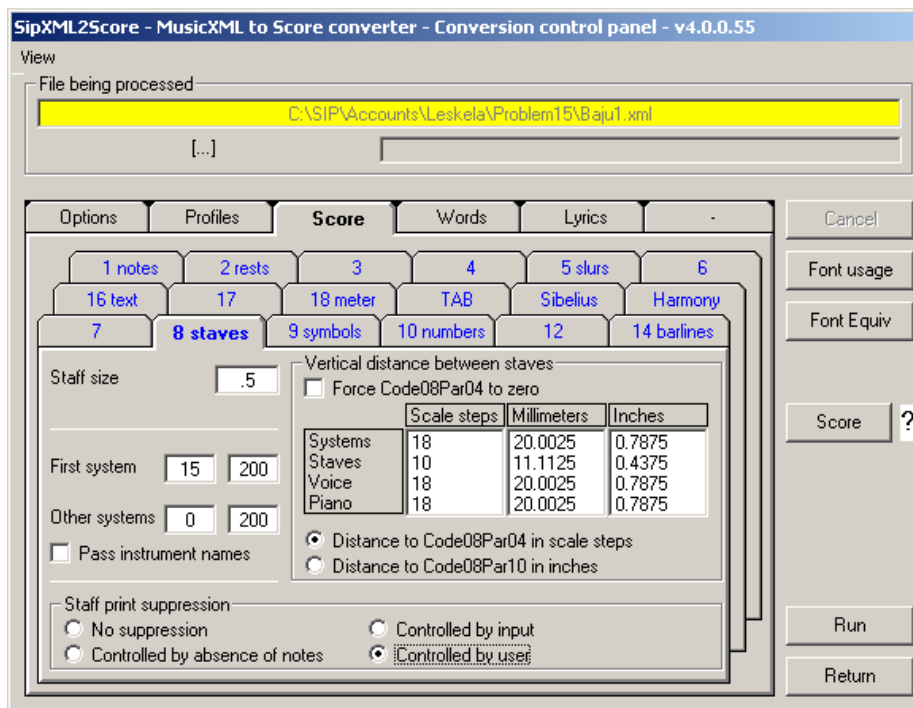 SipXML2Score - MusicXML to Score converter - Conversion control panel - v4.0.0.55
View
File being processed
C:\SIP\Accounts\Leskela\Problem15\Baju1.xml
[...]
Options Profiles Score Words Lyrics -
Cancel
1 notes 2 rests 3 4 5 slurs 6
Font usage
16 text 17 18 meter TAB Sibelius Harmony
Font Equiv
7 8 staves 9 symbols 10 numbers 12 14 barlines
Staff size .5
Vertical distance between staves
Force Code08Par04 to zero
Scale steps Millimeters Inches
Systems 18 20.0025 0.7875
Staves 10 11.1125 0.4375
Voice 18 20.0025 0.7875
Piano 18 20.0025 0.7875
Score ?
First system 15 200
Other systems 0 200
Pass instrument names
Distance to Code08Par04 in scale steps
Distance to Code08Par10 in inches
Staff print suppression
No suppression Controlled by input
Controlled by absence of notes Controlled by user
Run
Return